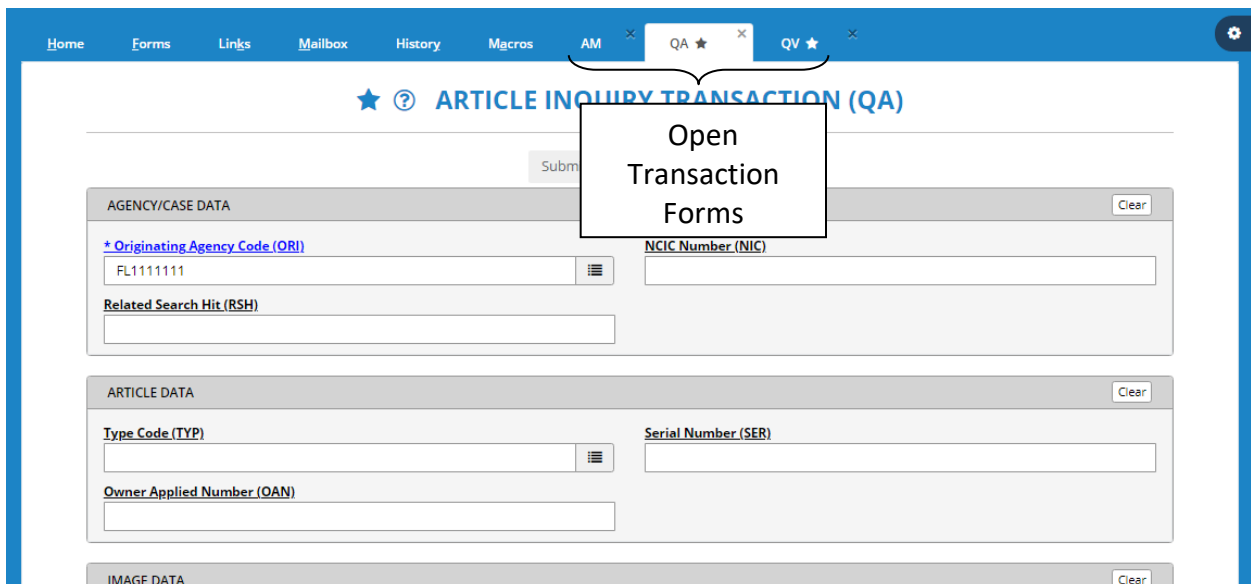 Home Forms Links Mailbox History Macros AM × QA ★ × QV ★ ×
★ ? ARTICLE INQUIRY TRANSACTION (QA)
Open
Transaction
Forms
Subm
AGENCY/CASE DATA Clear
* Originating Agency Code (ORI) NCIC Number (NIC)
FL1111111
Related Search Hit (RSH)
ARTICLE DATA Clear
Type Code (TYP) Serial Number (SER)
Owner Applied Number (OAN)
IMAGE DATA Clear